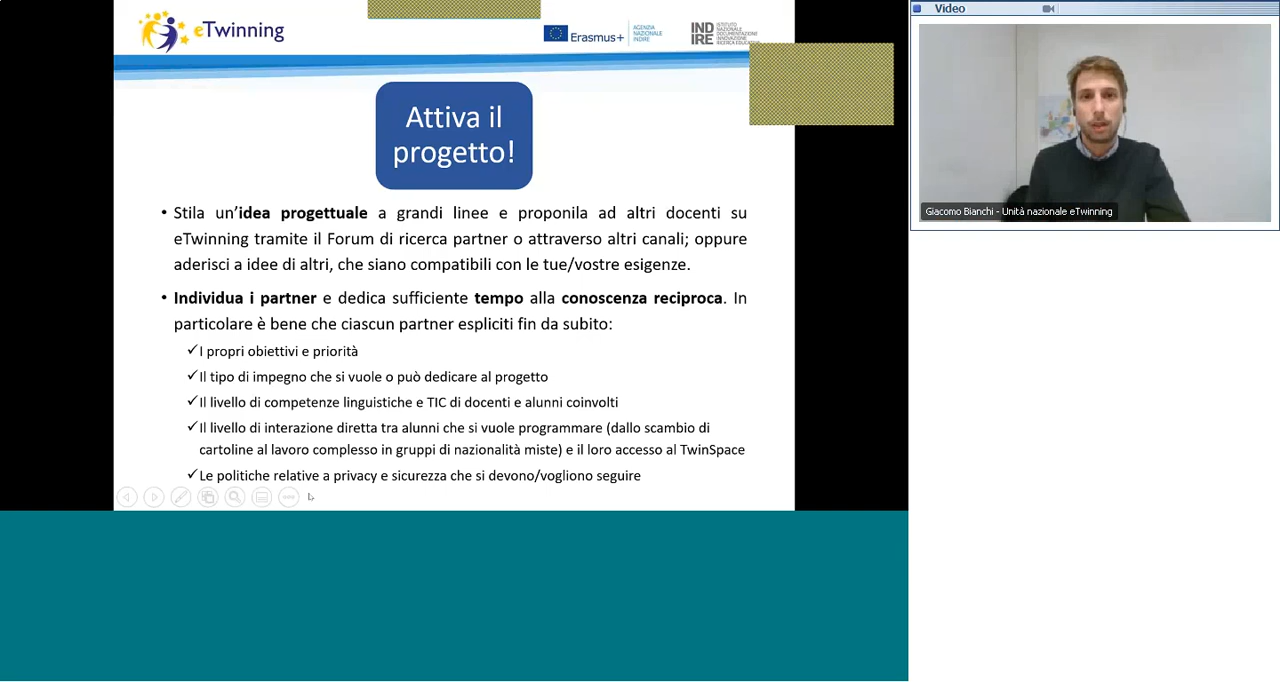 eTwinning
Erasmus+
AGENZIA
NAZIONALE
INDIRE
IND
IRE
ISTITUTO
NAZIONALE
DOCUMENTAZIONE
INNOVAZIONE
RICERCA EDUCATIVA
Video
Attiva il
progetto!
• Stila un'idea progettuale a grandi linee e proponila ad altri docenti su
eTwinning tramite il Forum di ricerca partner o attraverso altri canali; oppure
aderisci a idee di altri, che siano compatibili con le tue/vostre esigenze.
• Individua i partner e dedica sufficiente tempo alla conoscenza reciproca. In
particolare è bene che ciascun partner espliciti fin da subito:
✓I propri obiettivi e priorità
✓Il tipo di impegno che si vuole o può dedicare al progetto
✓Il livello di competenze linguistiche e TIC di docenti e alunni coinvolti
✓Il livello di interazione diretta tra alunni che si vuole programmare (dallo scambio di
cartoline al lavoro complesso in gruppi di nazionalità miste) e il loro accesso al TwinSpace
✓Le politiche relative a privacy e sicurezza che si devono/vogliono seguire
Giacomo Bianchi - Unità nazionale eTwinning